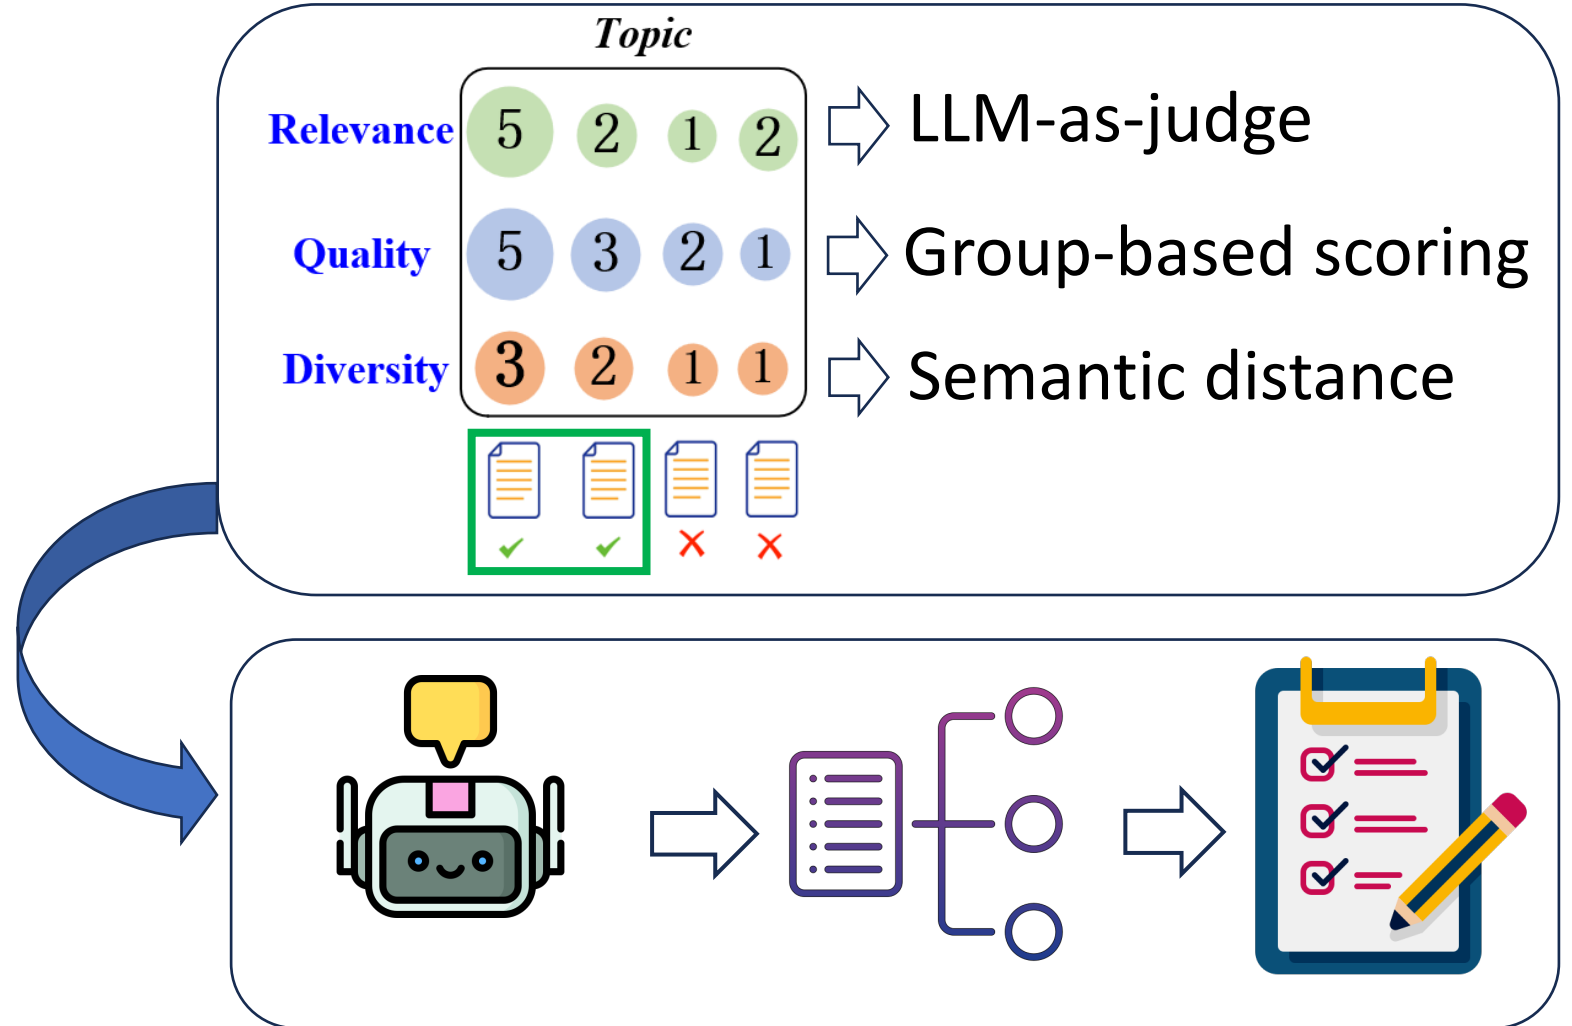 Topic
Relevance 5 2 1 2 LLM-as-judge
Quality 5 3 2 1 Group-based scoring
Diversity 3 2 1 1 Semantic distance